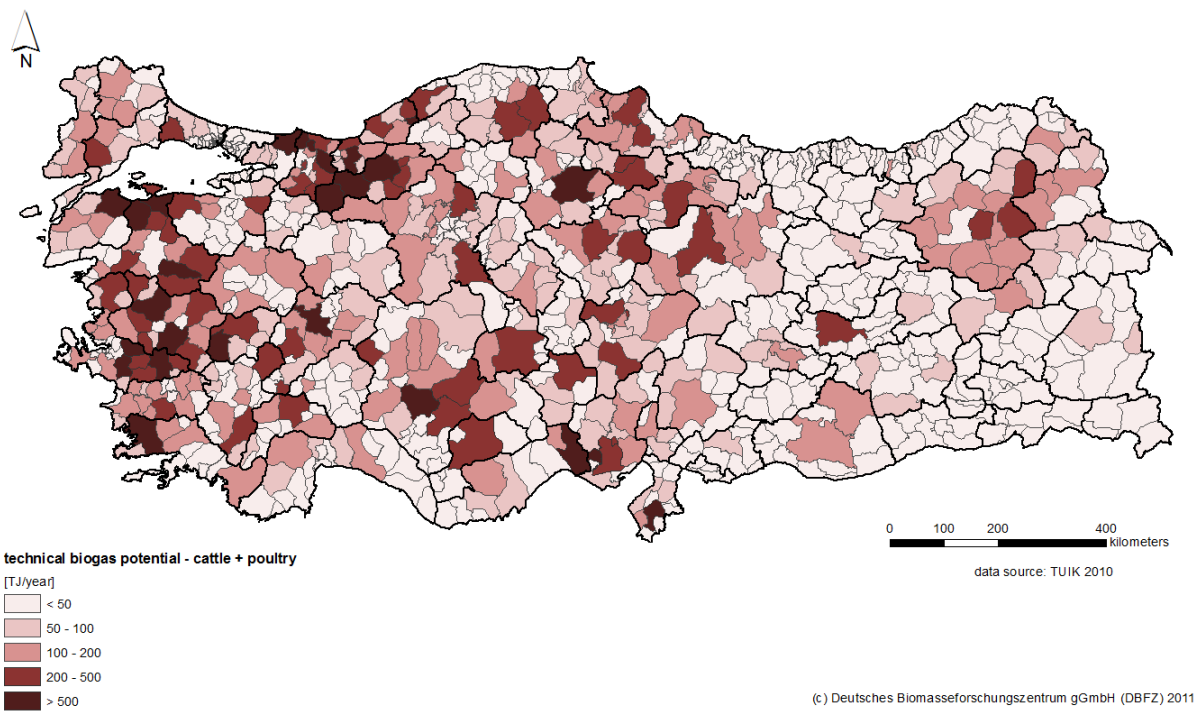 N
0 100 200 400
kilometers
data source: TUIK 2010
technical biogas potential - cattle + poultry
[TJ/year]
< 50
50 - 100
100 - 200
200 - 500
> 500
(c) Deutsches Biomasseforschungszentrum gGmbH (DBFZ) 2011